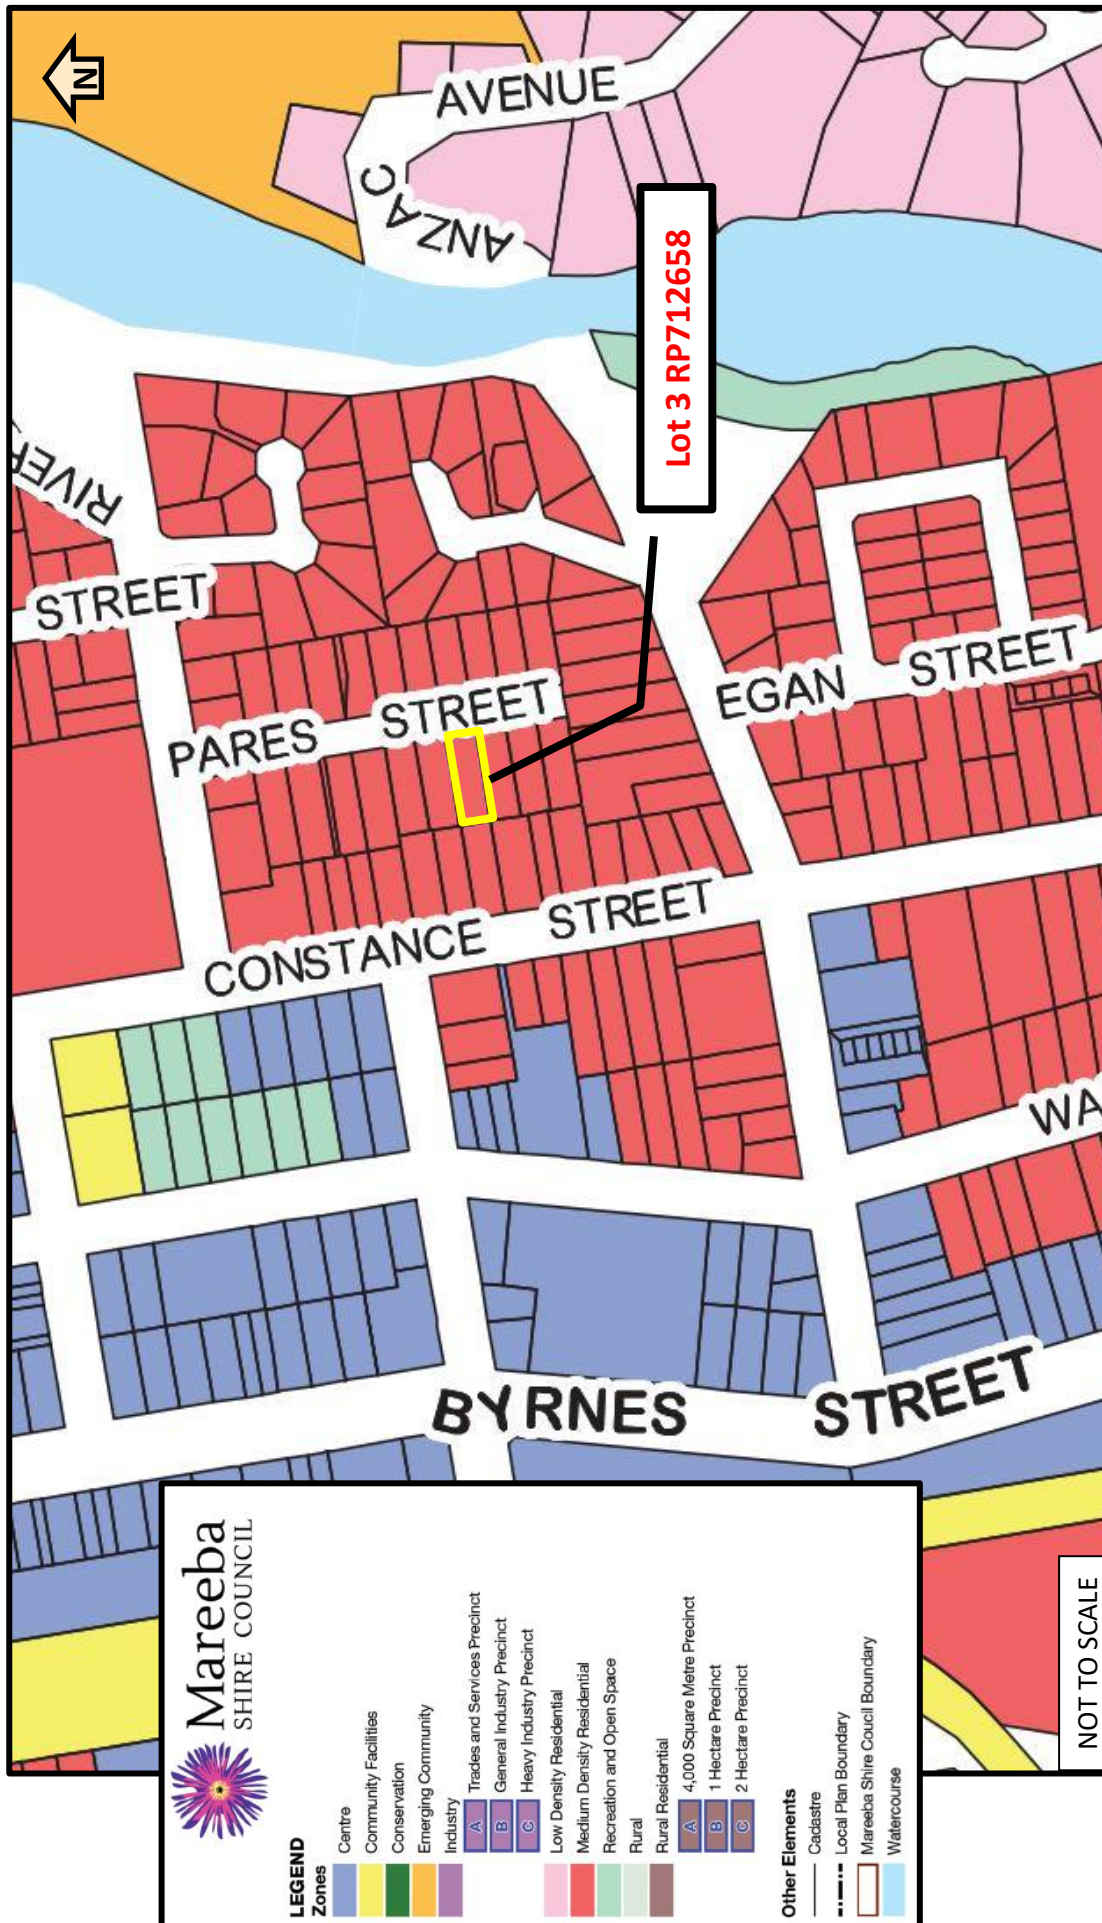 N
AVENUE
ANZAC
RIVER
STREET
Lot 3 RP712658
PARES STREET
EGAN STREET
CONSTANCE STREET
WA
BYRNES STREET
Mareeba
SHIRE COUNCIL
LEGEND
Zones
Centre
Community Facilities
Conservation
Emerging Community
Industry
A Trades and Services Precinct
B General Industry Precinct
C Heavy Industry Precinct
Low Density Residential
Medium Density Residential
Recreation and Open Space
Rural
Rural Residential
A 4,000 Square Metre Precinct
B 1 Hectare Precinct
C 2 Hectare Precinct
Other Elements
Cadastre
Local Plan Boundary
Mareeba Shire Coucil Boundary
Watercourse
NOT TO SCALE